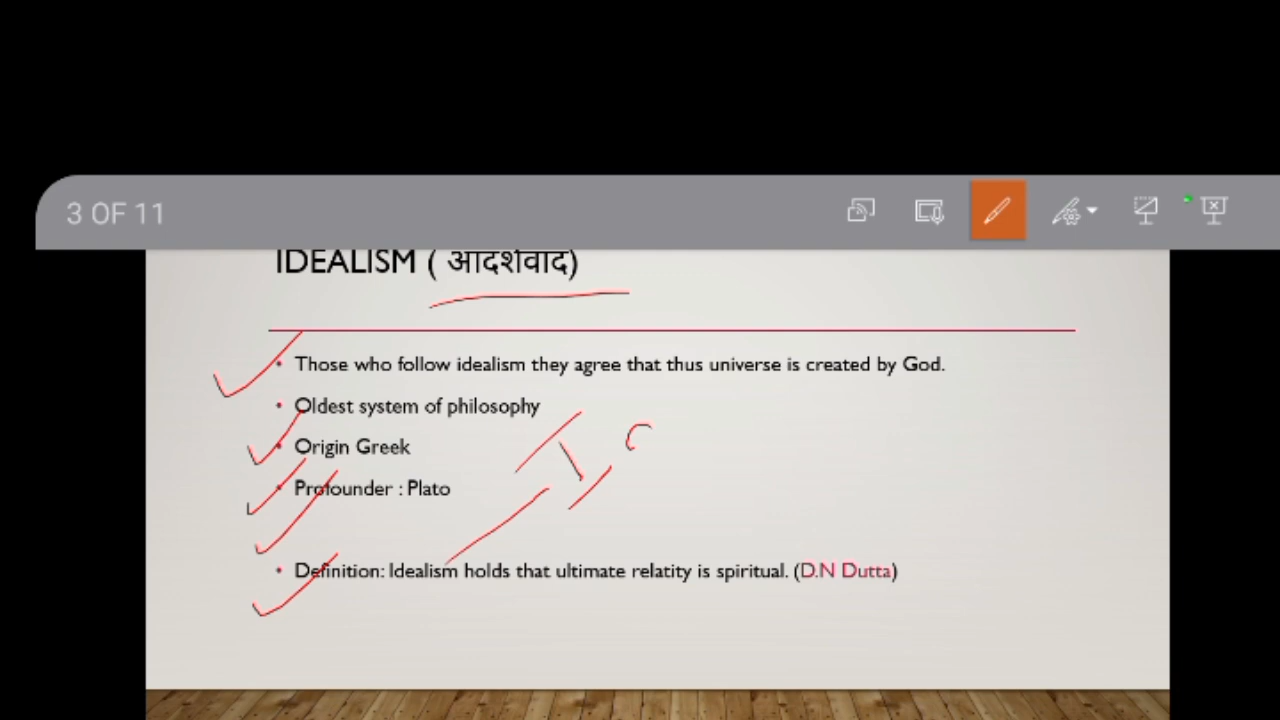 3 OF 11
IDEALISM ( आदर्शवाद)
• Those who follow idealism they agree that thus universe is created by God.
• Oldest system of philosophy
• Origin Greek
• Profounder : Plato
• Definition: Idealism holds that ultimate relatity is spiritual. (D.N Dutta)